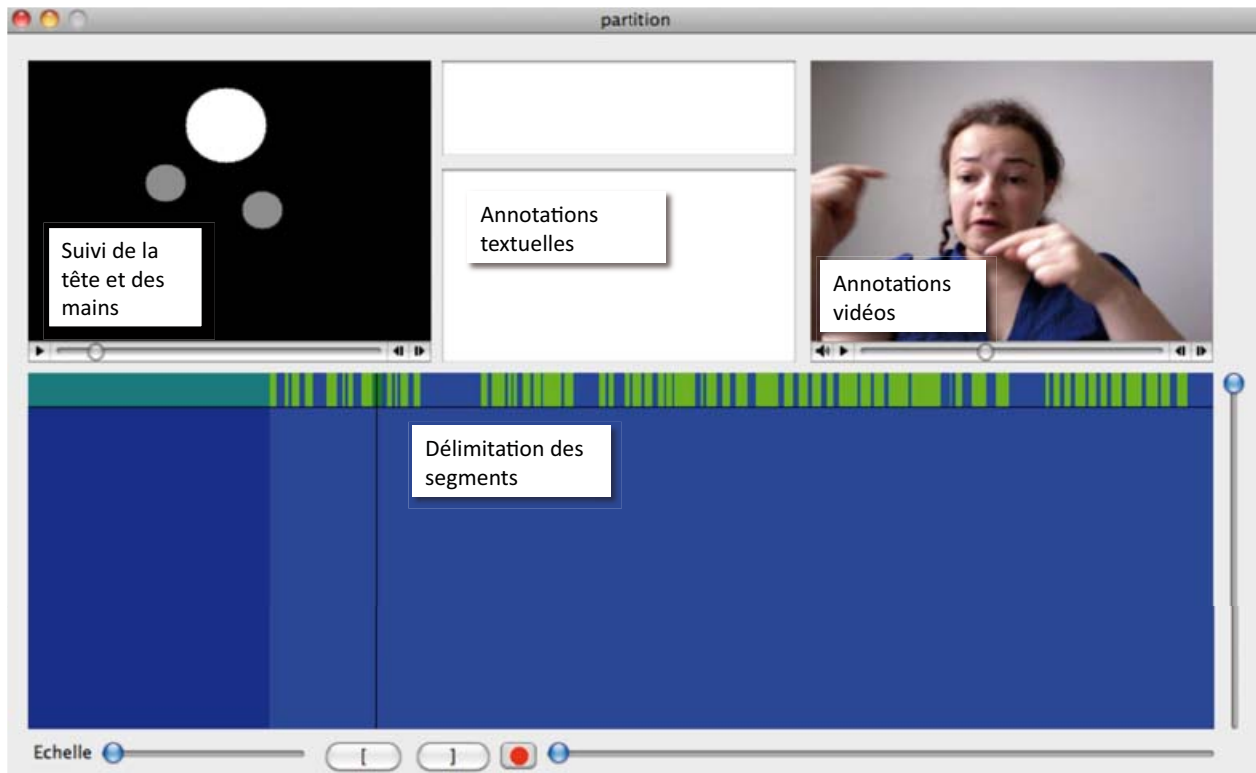 partition
Suivi de la
tête et des
mains
Annotations
textuelles
Annotations
vidéos
Délimitation des
segments
Echelle
[
]